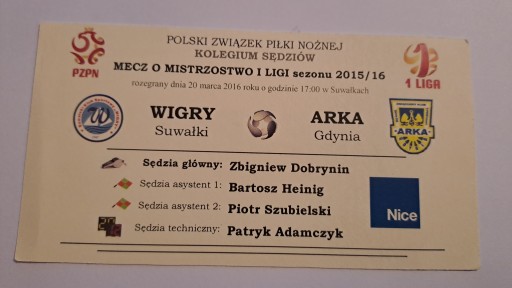 POLSKI ZWIĄZEK PIŁKI NOŻNEJ
KOLEGIUM SĘDZIÓW
PZPN
MECZ O MISTRZOSTWO I LIGI sezonu 2015/16
1 LIGA
rozegrany dnia 20 marca 2016 roku o godzinie 17:00 w Suwałkach
WIGRY
Suwałki
ARKA
Gdynia
ARKA
Sędzia główny: Zbigniew Dobrynin
Sędzia asystent 1: Bartosz Heinig
Sędzia asystent 2: Piotr Szubielski
Nice
Sędzia techniczny: Patryk Adamczyk